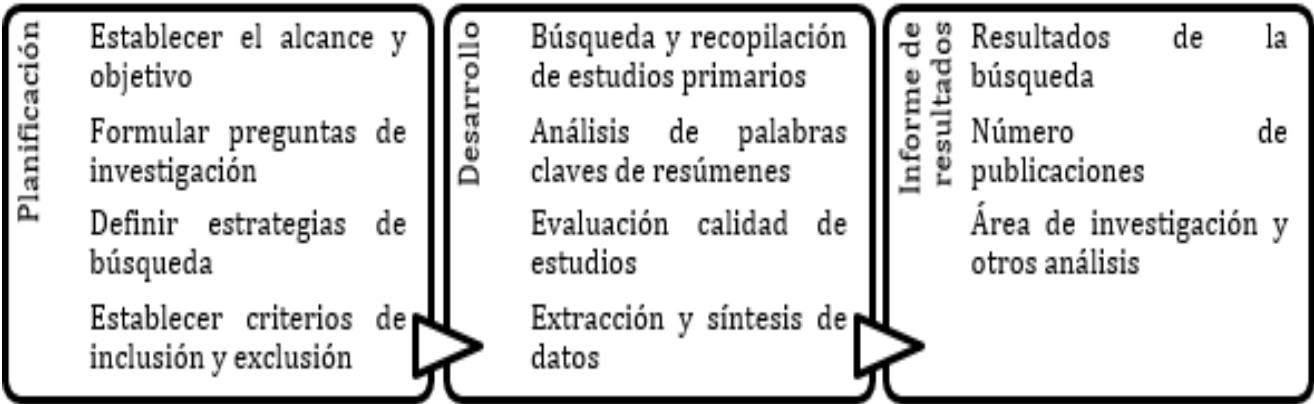 Planificación
Establecer el alcance y
objetivo
Formular preguntas de
investigación
Definir estrategias de
búsqueda
Establecer criterios de
inclusión y exclusión
Desarrollo
Búsqueda y recopilación
de estudios primarios
Análisis de palabras
claves de resúmenes
Evaluación calidad de
estudios
Extracción y síntesis de
datos
Informe de
resultados
Resultados de la
búsqueda
Número de
publicaciones
Área de investigación y
otros análisis